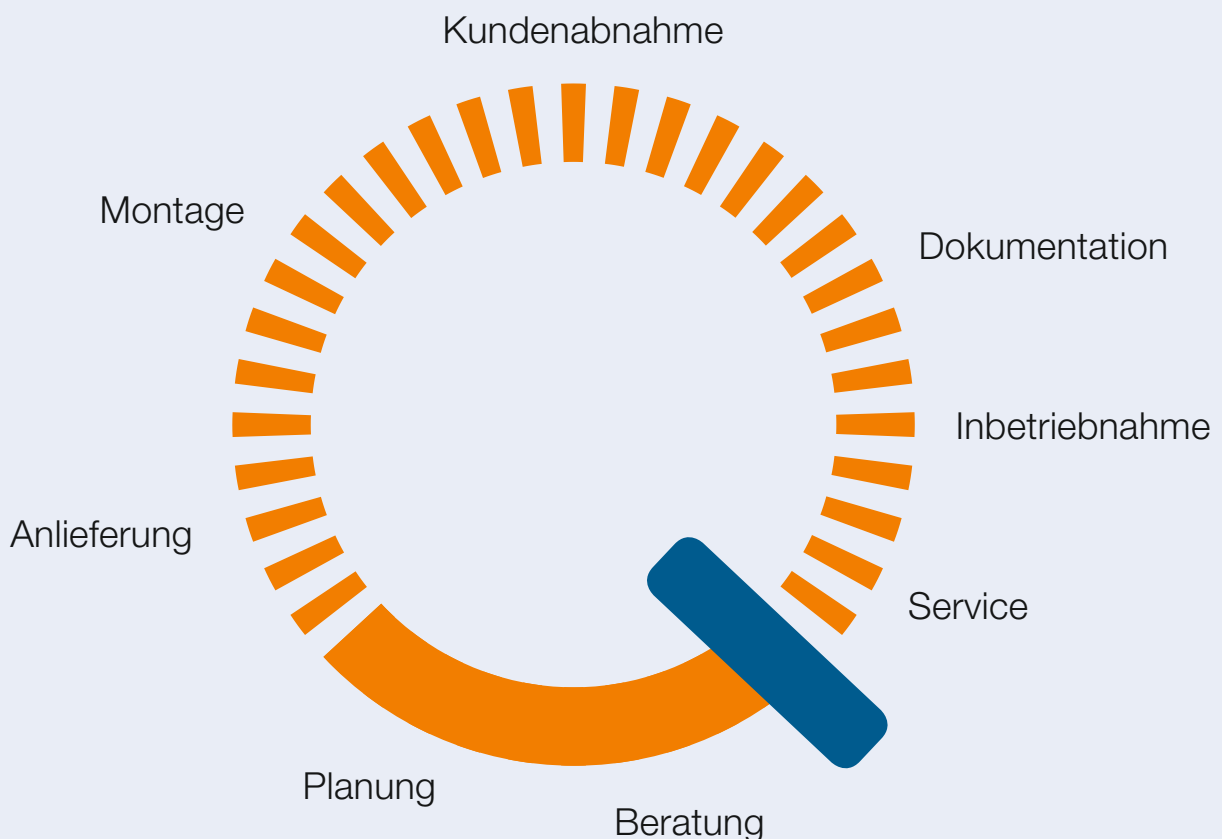 Kundenabnahme
Montage
Dokumentation
Inbetriebnahme
Anlieferung
Service
Planung
Beratung